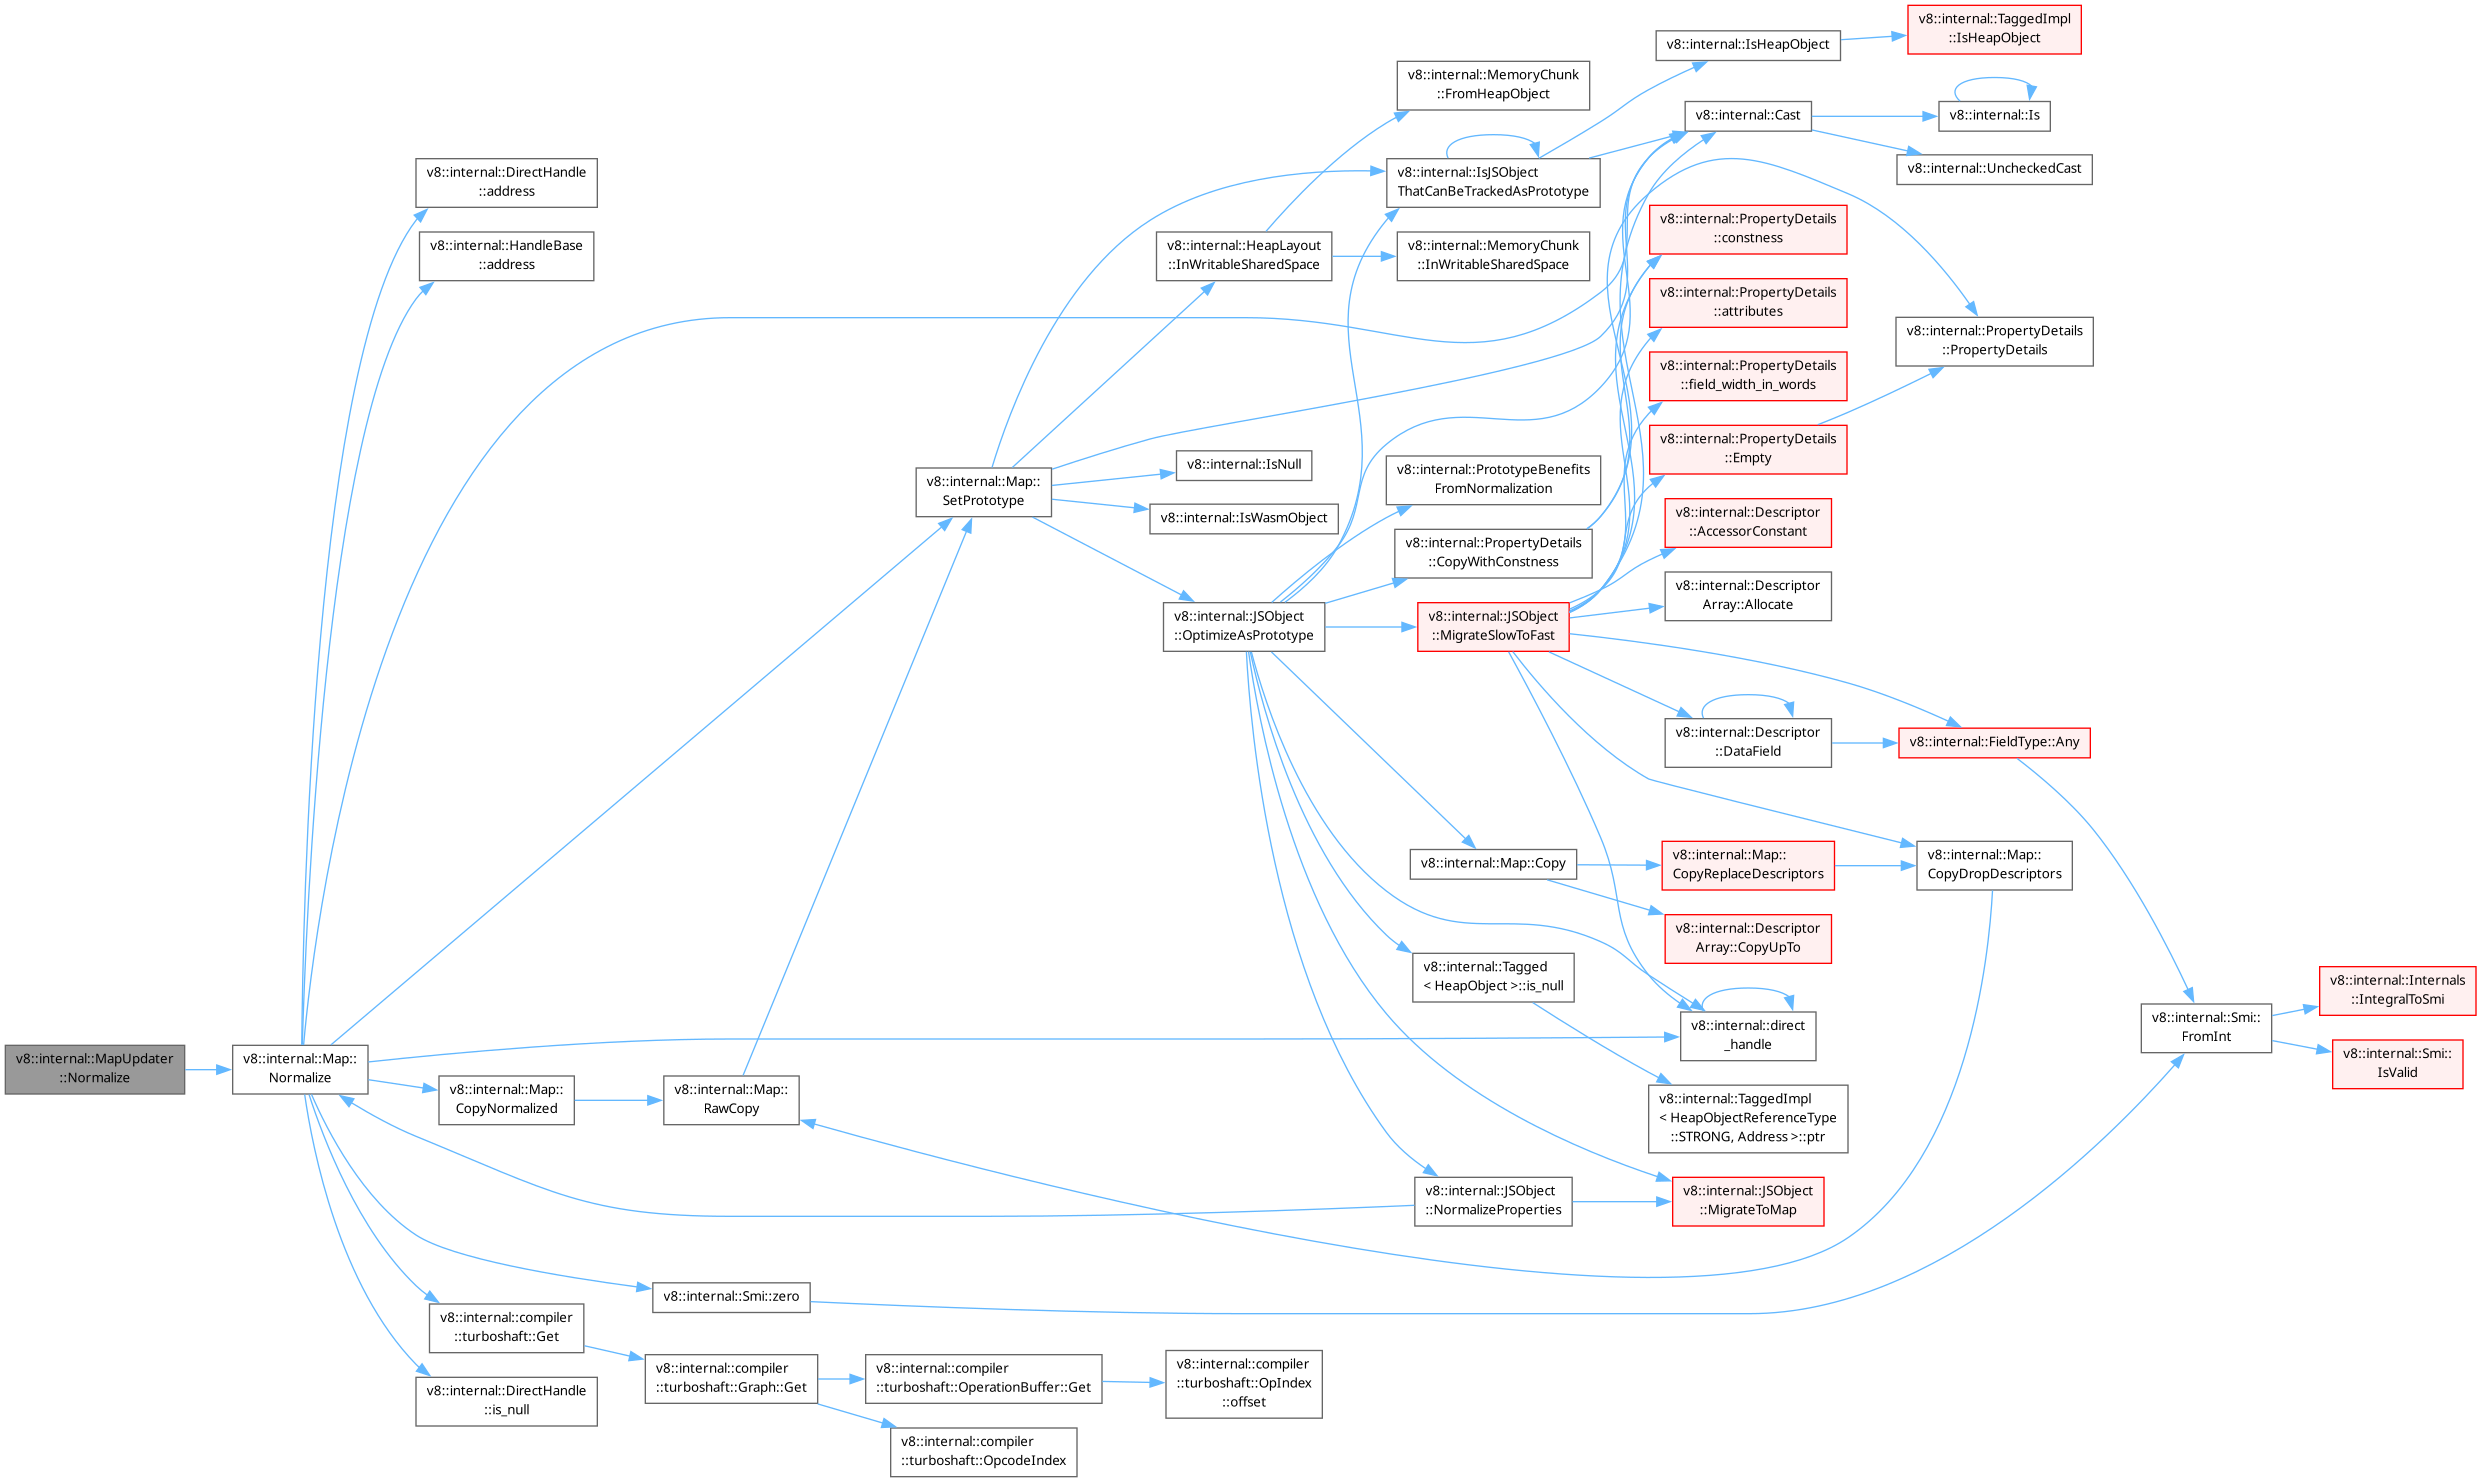 v8::internal::MapUpdater
::Normalize
v8::internal::Map::
Normalize
v8::internal::DirectHandle
::address
v8::internal::HandleBase
::address
v8::internal::Map::
CopyNormalized
v8::internal::compiler
::turboshaft::Get
v8::internal::DirectHandle
::is_null
v8::internal::Map::
RawCopy
v8::internal::Smi::zero
v8::internal::compiler
::turboshaft::Graph::Get
v8::internal::compiler
::turboshaft::OperationBuffer::Get
v8::internal::compiler
::turboshaft::OpcodeIndex
v8::internal::Map::
SetPrototype
v8::internal::HeapLayout
::InWritableSharedSpace
v8::internal::IsNull
v8::internal::IsWasmObject
v8::internal::JSObject
::OptimizeAsPrototype
v8::internal::compiler
::turboshaft::OpIndex
::offset
v8::internal::MemoryChunk
::FromHeapObject
v8::internal::IsJSObject
ThatCanBeTrackedAsPrototype
v8::internal::MemoryChunk
::InWritableSharedSpace
v8::internal::PrototypeBenefits
FromNormalization
v8::internal::PropertyDetails
::CopyWithConstness
v8::internal::JSObject
::MigrateSlowToFast
v8::internal::Map::Copy
v8::internal::Tagged
< HeapObject >::is_null
v8::internal::JSObject
::NormalizeProperties
v8::internal::IsHeapObject
v8::internal::Cast
v8::internal::PropertyDetails
::constness
v8::internal::PropertyDetails
::attributes
v8::internal::PropertyDetails
::field_width_in_words
v8::internal::PropertyDetails
::Empty
v8::internal::Descriptor
::AccessorConstant
v8::internal::Descriptor
Array::Allocate
v8::internal::Descriptor
::DataField
v8::internal::Map::
CopyReplaceDescriptors
v8::internal::Descriptor
Array::CopyUpTo
v8::internal::direct
_handle
v8::internal::TaggedImpl
< HeapObjectReferenceType
::STRONG, Address >::ptr
v8::internal::JSObject
::MigrateToMap
v8::internal::TaggedImpl
::IsHeapObject
v8::internal::Is
v8::internal::UncheckedCast
v8::internal::PropertyDetails
::PropertyDetails
v8::internal::FieldType::Any
v8::internal::Map::
CopyDropDescriptors
v8::internal::Smi::
FromInt
v8::internal::Internals
::IntegralToSmi
v8::internal::Smi::
IsValid